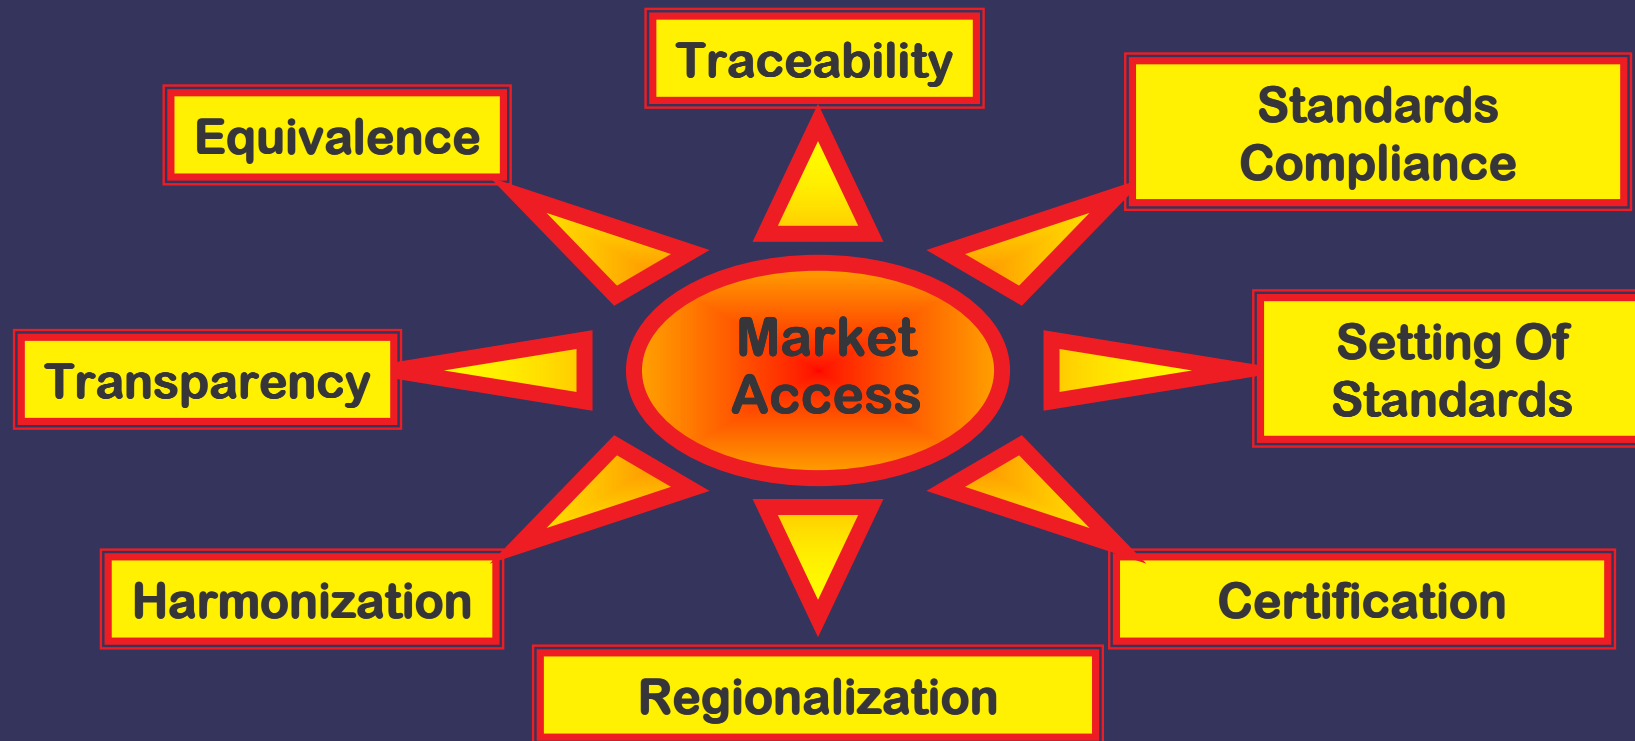 Traceability
Equivalence
Standards
Compliance
Market
Access
Transparency
Setting Of
Standards
Harmonization
Certification
Regionalization